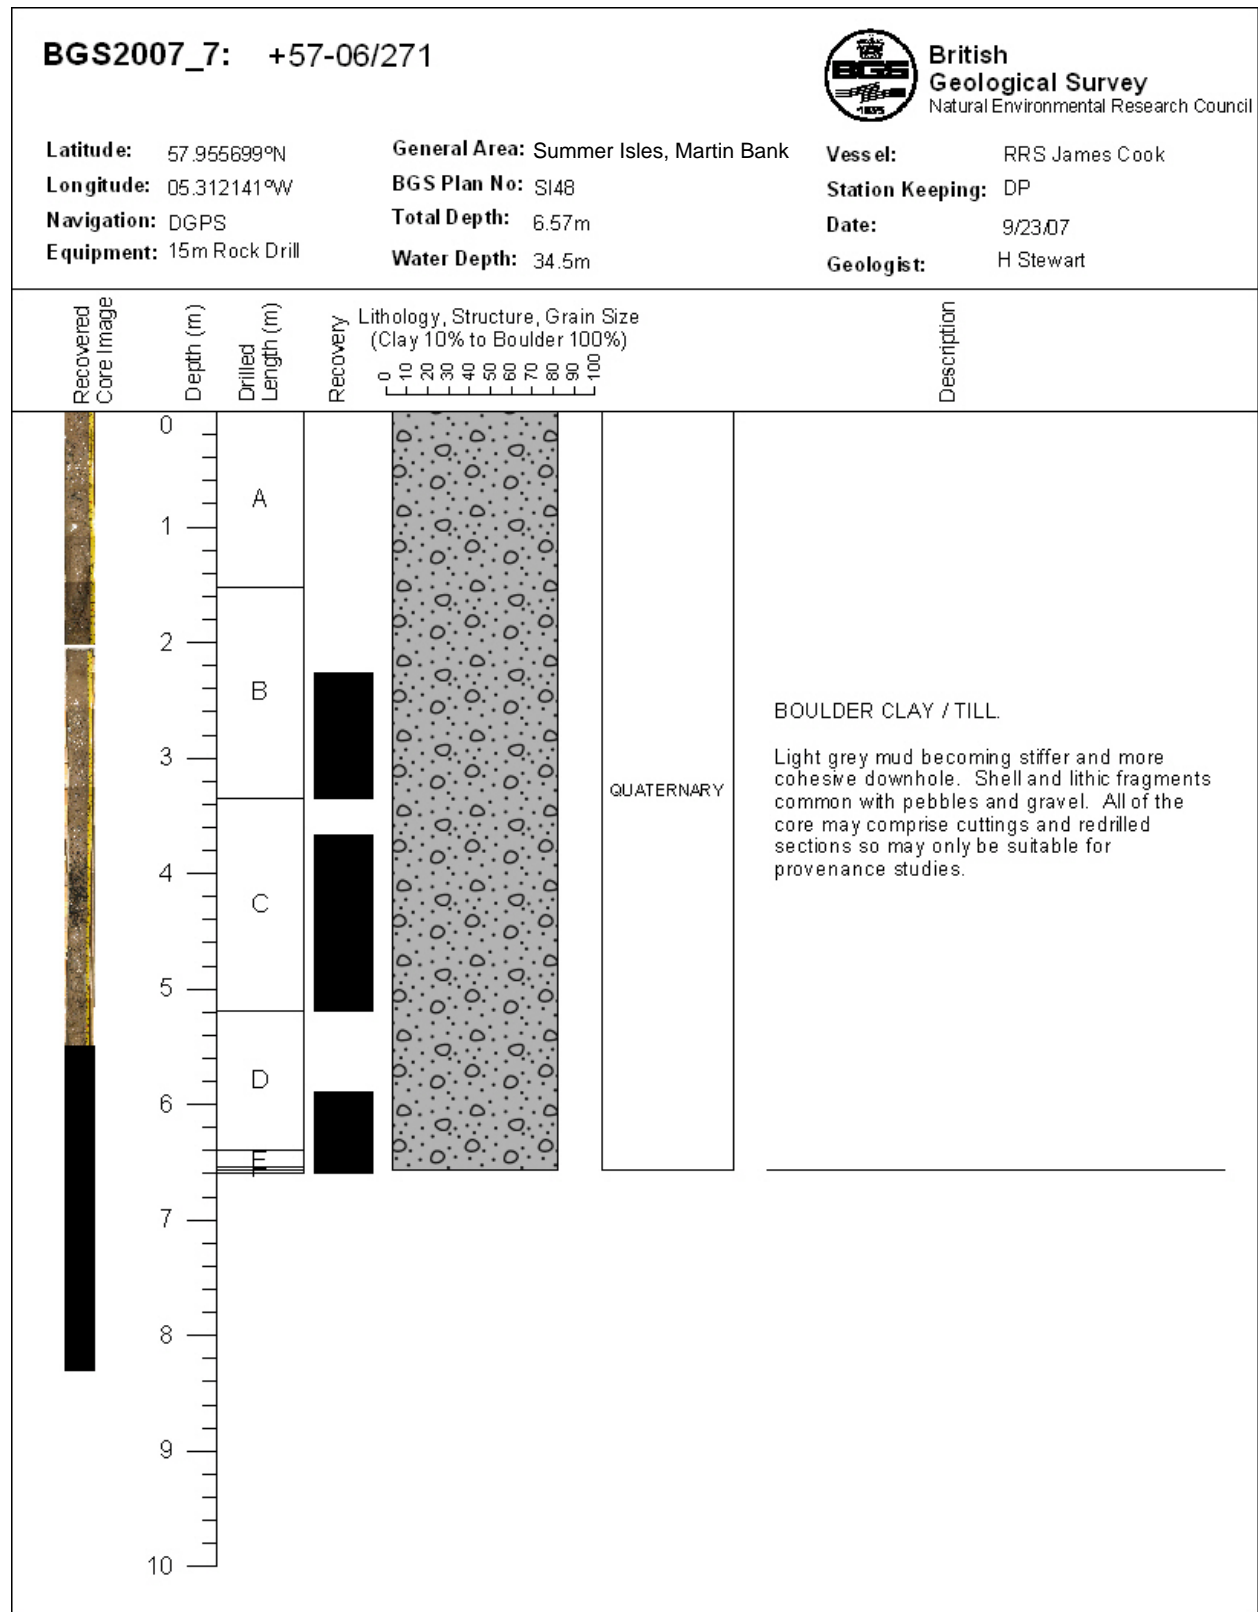 BGS2007_7: +57-06/271
British
Geological Survey
Natural Environmental Research Council
BGS
1835
Latitude: 57.955699ºN
Longitude: 05.312141ºW
Navigation: DGPS
Equipment: 15m Rock Drill
General Area: Summer Isles, Martin Bank
BGS Plan No: SI48
Total Depth: 6.57m
Water Depth: 34.5m
Vessel: RRS James Cook
Station Keeping: DP
Date: 9/23/07
Geologist: H Stewart
Recovered
Core Image
Depth (m)
Drilled
Length (m)
Recovery
Lithology, Structure, Grain Size
(Clay 10% to Boulder 100%)
0 10 20 30 40 50 60 70 80 90 100
Description
0
1
2
3
4
5
6
7
8
9
10
A
B
C
D
E
F
QUATERNARY
BOULDER CLAY / TILL.
Light grey mud becoming stiffer and more
cohesive downhole. Shell and lithic fragments
common with pebbles and gravel. All of the
core may comprise cuttings and redrilled
sections so may only be suitable for
provenance studies.